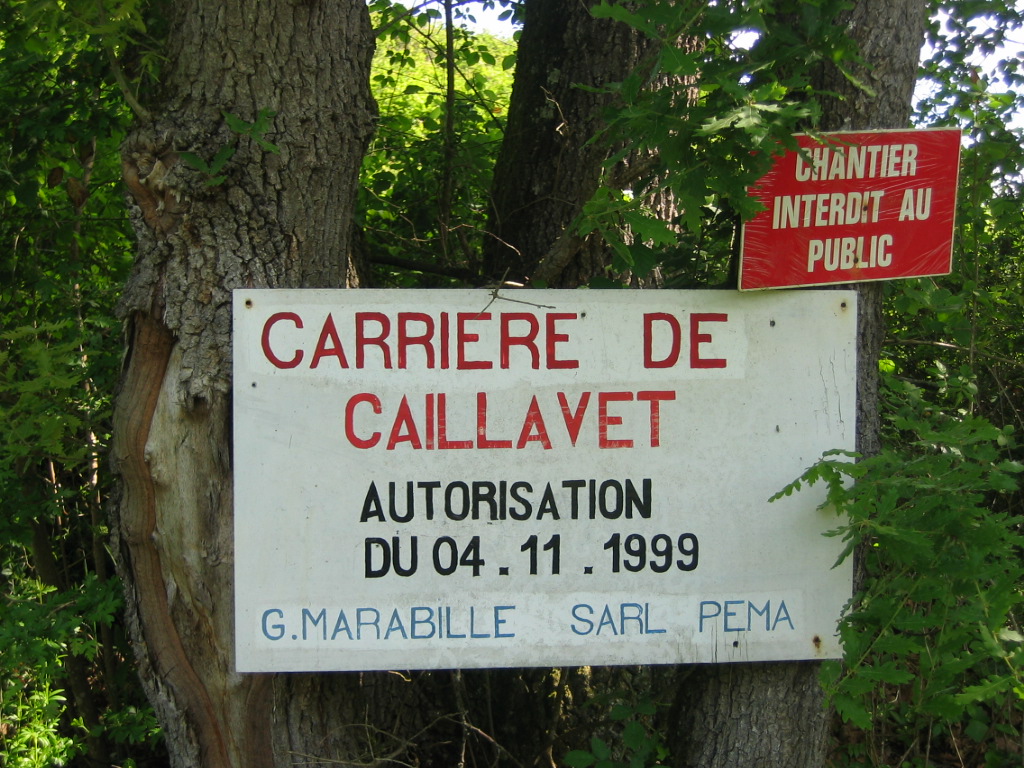 CHANTIER
INTERDIT AU
PUBLIC
CARRIERE DE
CAILLAVET
AUTORISATION
DU 04.11.1999
G.MARABILLE SARL PEMA